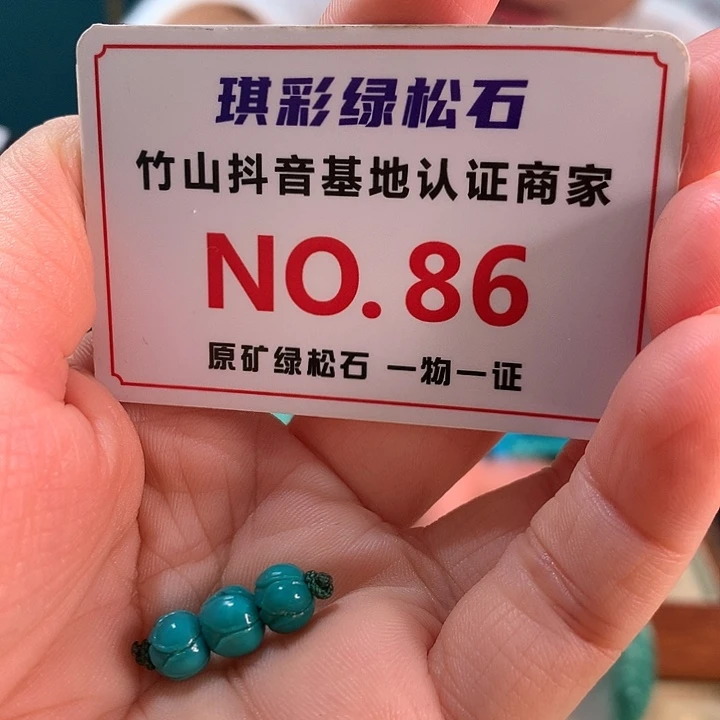 琪彩绿松石
竹山抖音基地认证商家
NO.86
原矿绿松石 一物一证